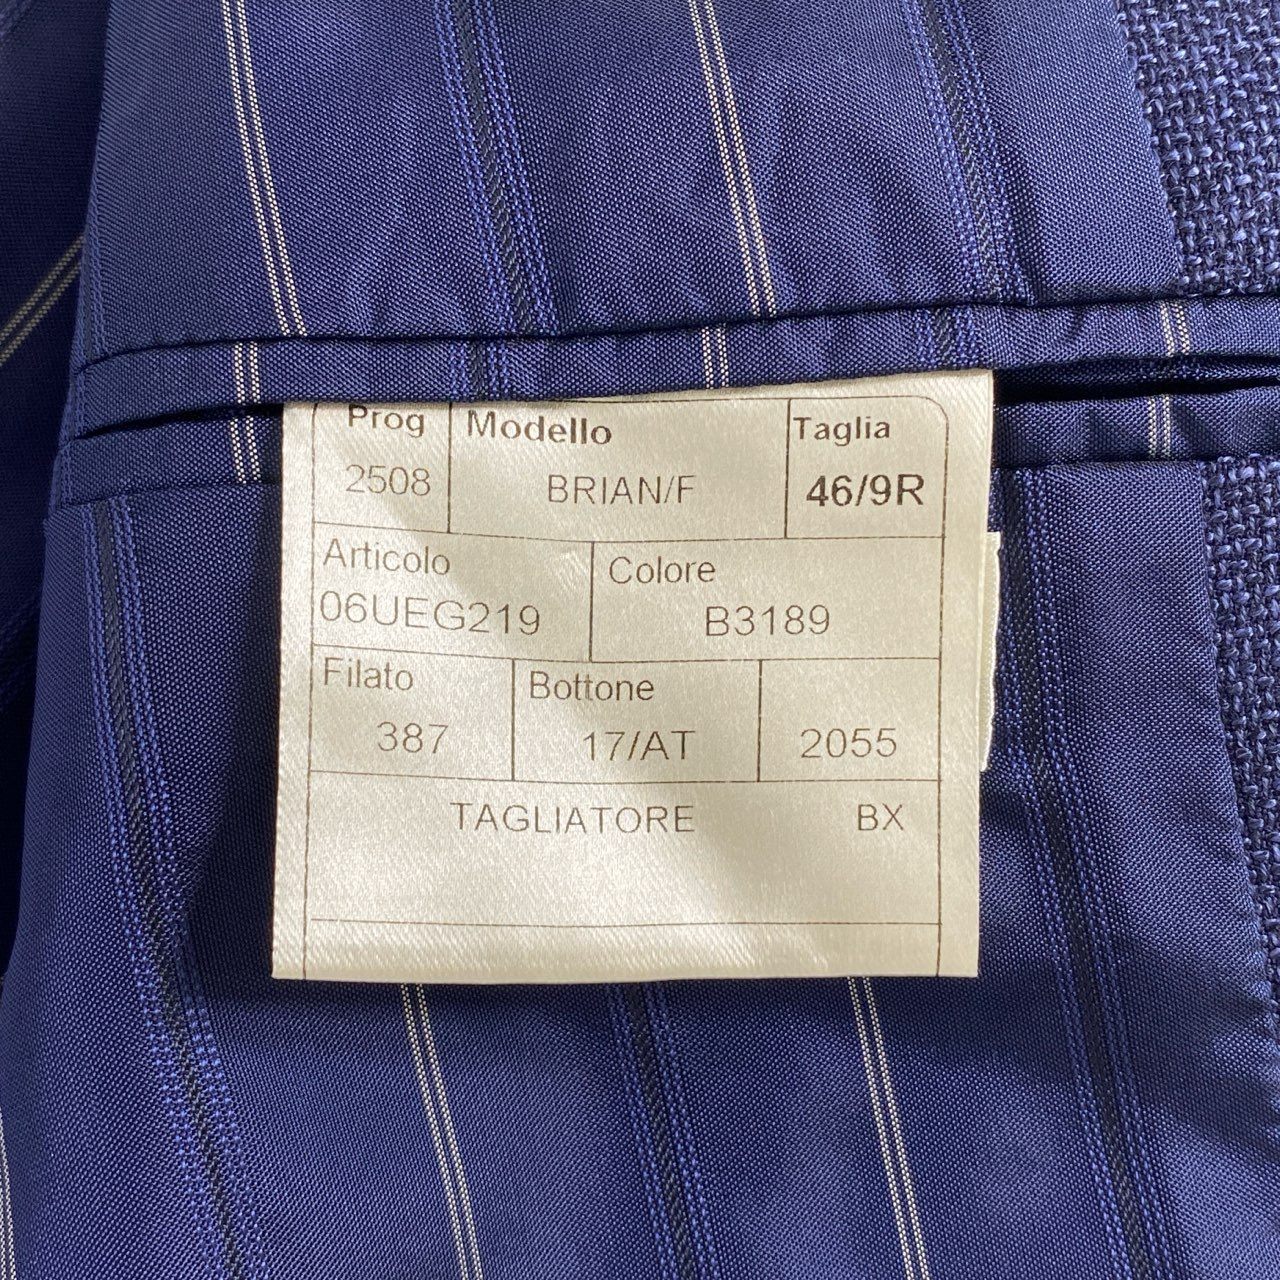 Prog Modello Taglia
2508 BRIAN/F 46/9R
Articolo Colore
06UEG219 B3189
Filato Bottone
387 17/AT 2055
TAGLIATORE BX